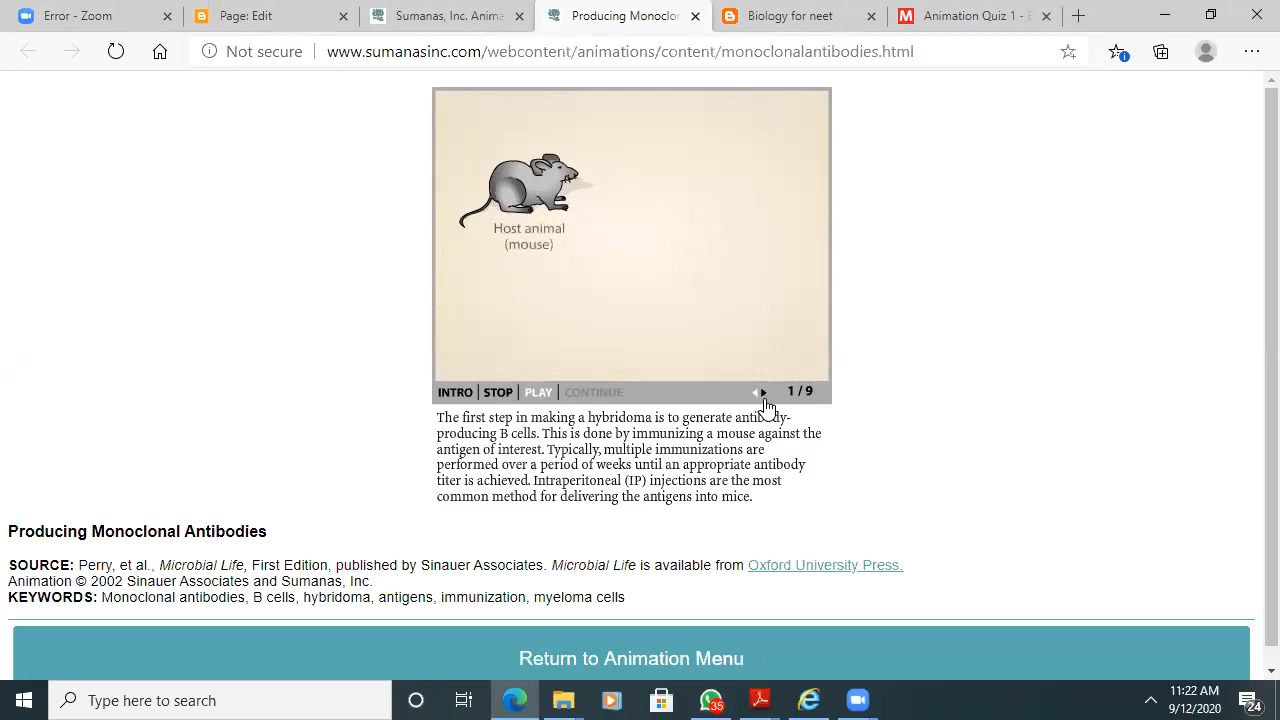 Error - Zoom
Page: Edit
Sumanas, Inc. Anima
Producing Monoclo
Biology for neet
Animation Quiz 1 -
Not secure
www.sumanasinc.com/webcontent/animations/content/monoclonalantibodies.html
Host animal
(mouse)
INTRO STOP PLAY CONTINUE 1 / 9
The first step in making a hybridoma is to generate antibody-
producing B cells. This is done by immunizing a mouse against the
antigen of interest. Typically, multiple immunizations are
performed over a period of weeks until an appropriate antibody
titer is achieved. Intraperitoneal (IP) injections are the most
common method for delivering the antigens into mice.
Producing Monoclonal Antibodies
SOURCE: Perry, et al., Microbial Life, First Edition, published by Sinauer Associates. Microbial Life is available from Oxford University Press.
Animation © 2002 Sinauer Associates and Sumanas, Inc.
KEYWORDS: Monoclonal antibodies, B cells, hybridoma, antigens, immunization, myeloma cells
Return to Animation Menu
Type here to search
35
11:22 AM
9/12/2020
24